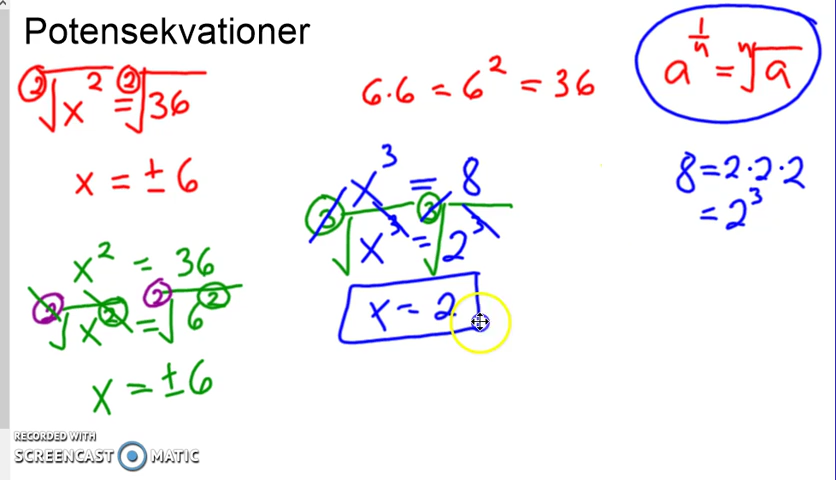 Potensekvationer
²√x² = ²√36
x = ± 6
x² = 36
²√x² = ²√6²
x = ± 6
6·6 = 6² = 36
x³ = 8
³√x³ = ³√2³
x = 2
a^(1/n) = ⁿ√a
8 = 2·2·2
= 2³
RECORDED WITH
SCREENCAST MATIC